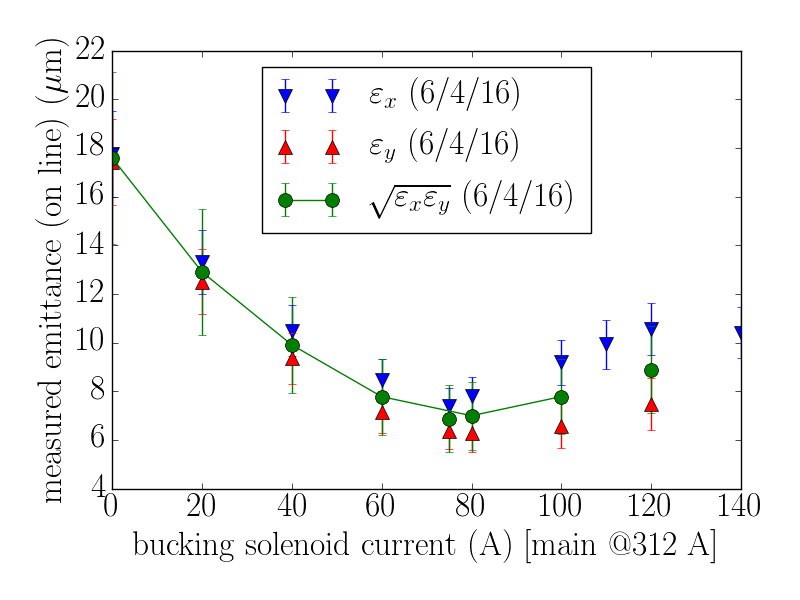 22
20
18
16
14
12
10
8
6
4
measured emittance (on line) (μm)
εx (6/4/16)
εy (6/4/16)
√εxεy (6/4/16)
0 20 40 60 80 100 120 140
bucking solenoid current (A) [main @312 A]